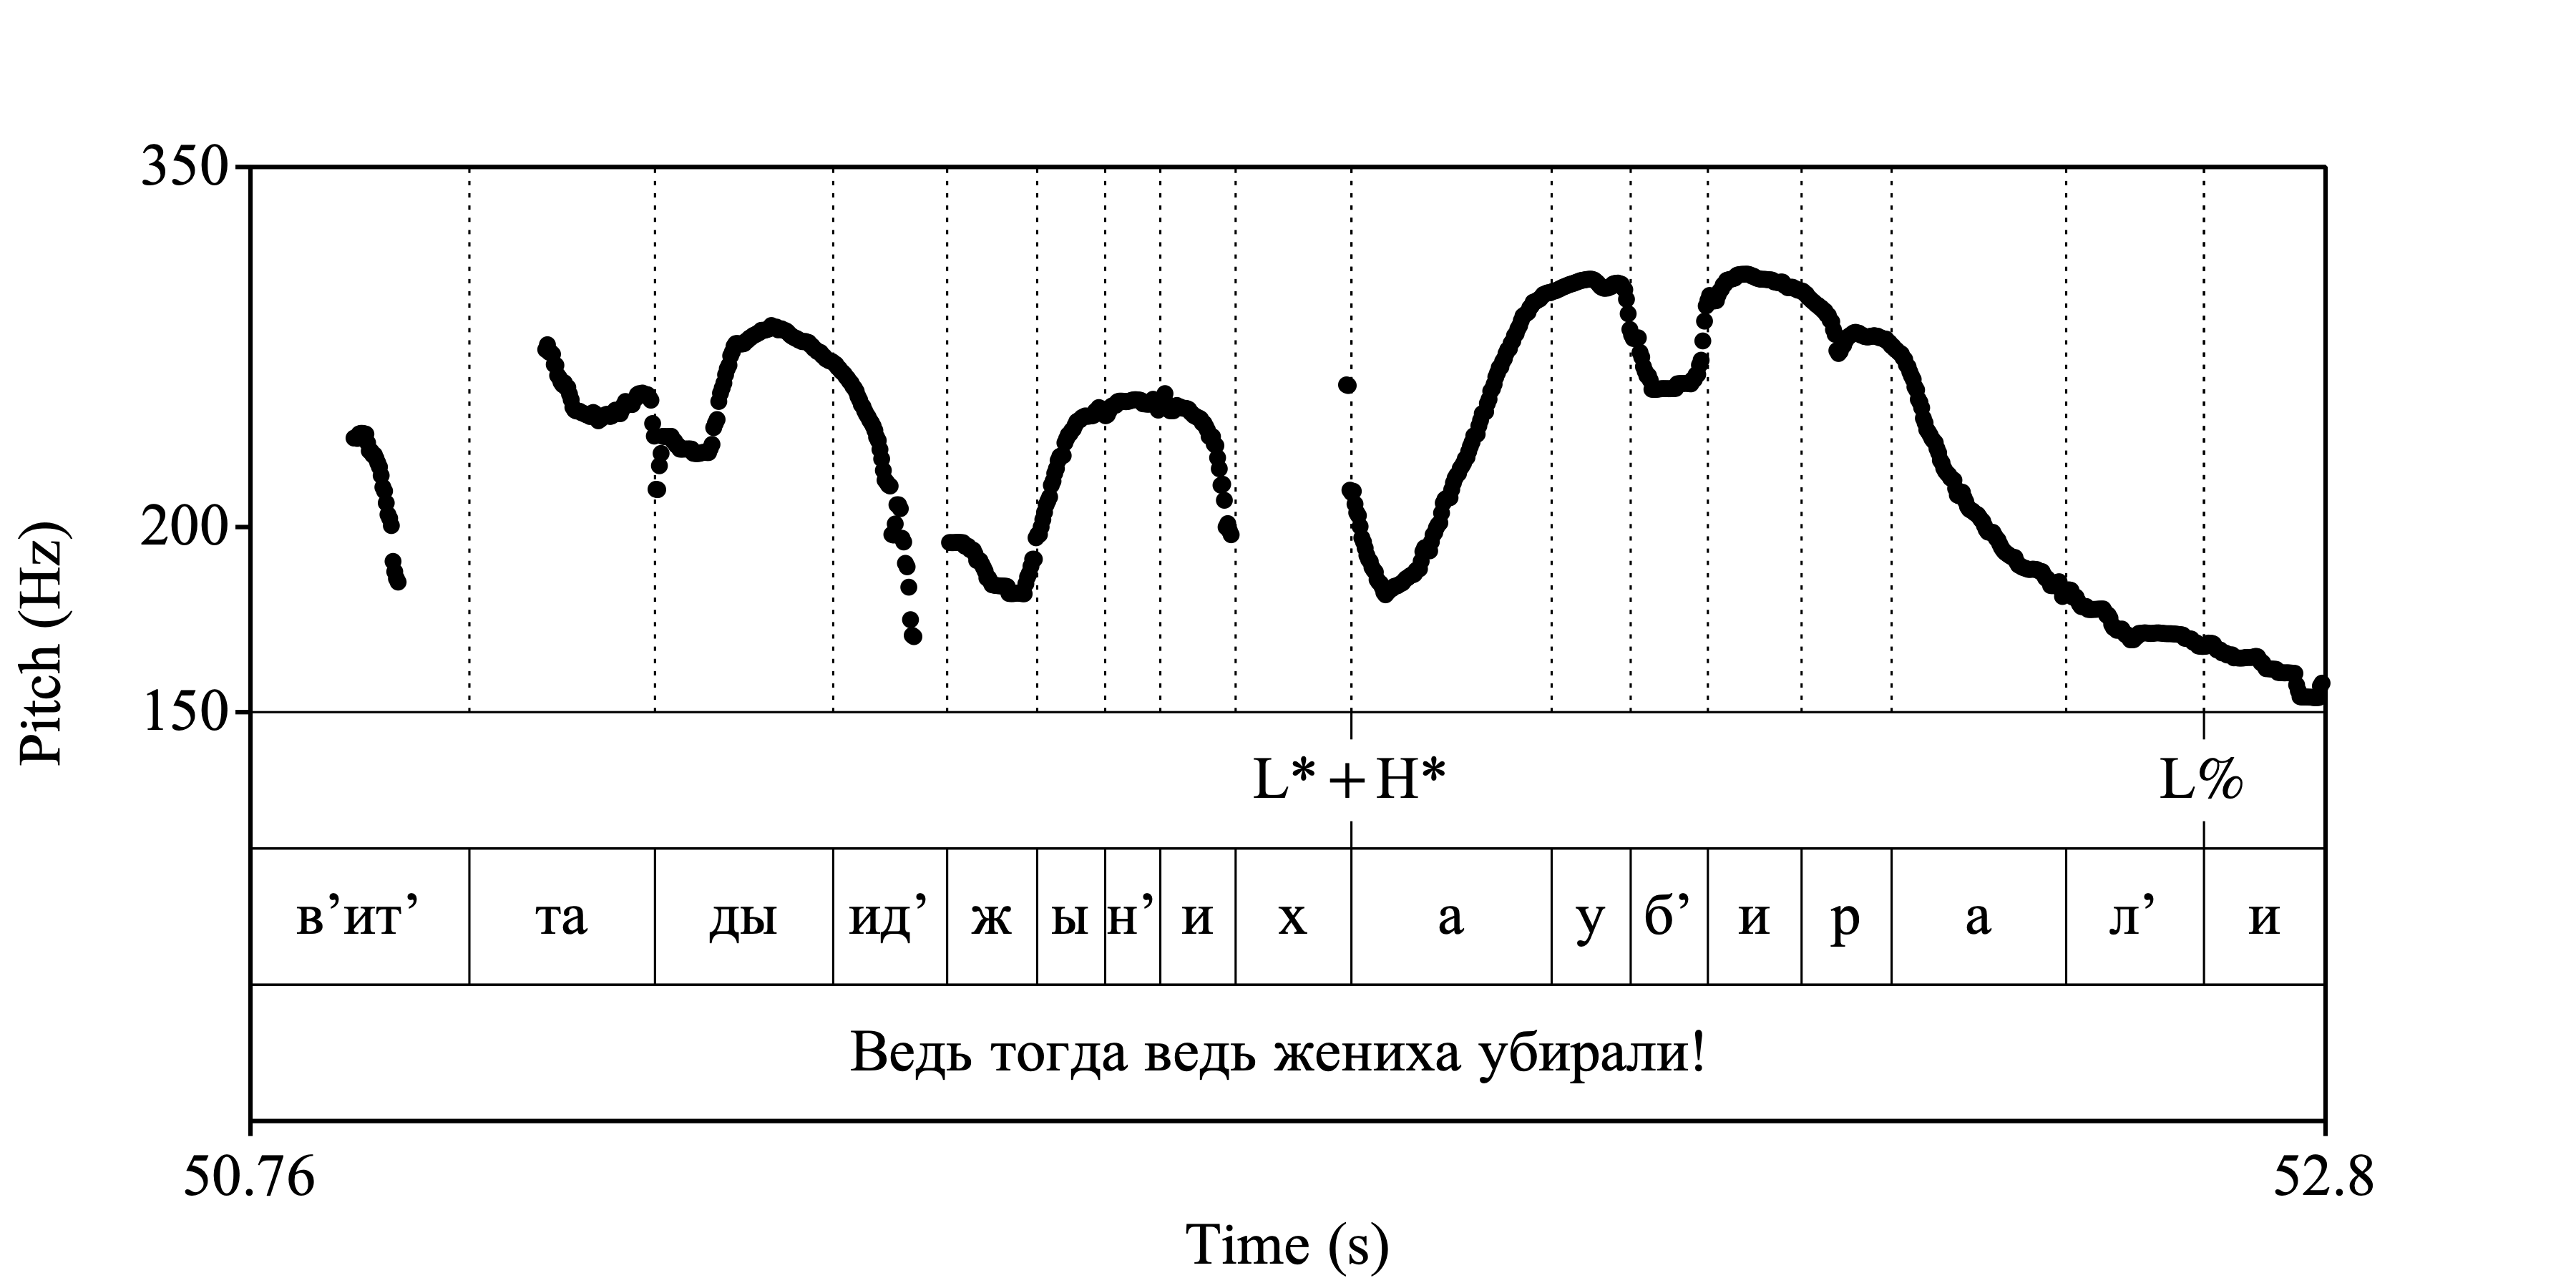 350
200
150
Pitch (Hz)
L* + H* L%
в’ит’ та ды ид’ ж ы н’ и х а у б’ и р а л’ и
Ведь тогда ведь жениха убирали!
50.76 52.8
Time (s)